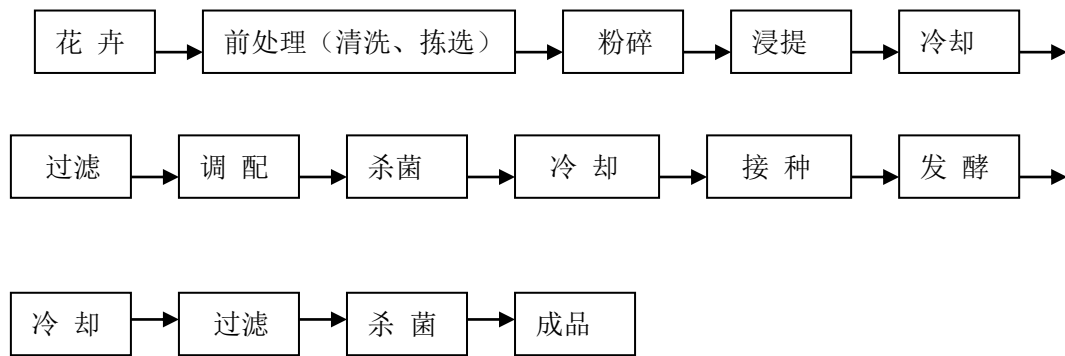 花 卉 前处理（清洗、拣选） 粉碎 浸提 冷却
过滤 调 配 杀菌 冷 却 接 种 发 酵
冷 却 过滤 杀 菌 成品